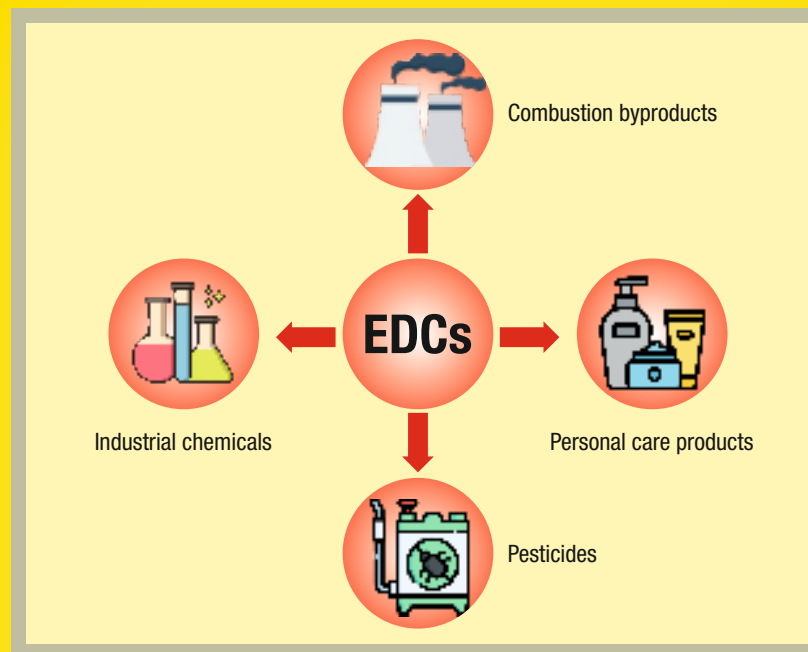 Combustion byproducts
EDCs
Industrial chemicals
Personal care products
Pesticides